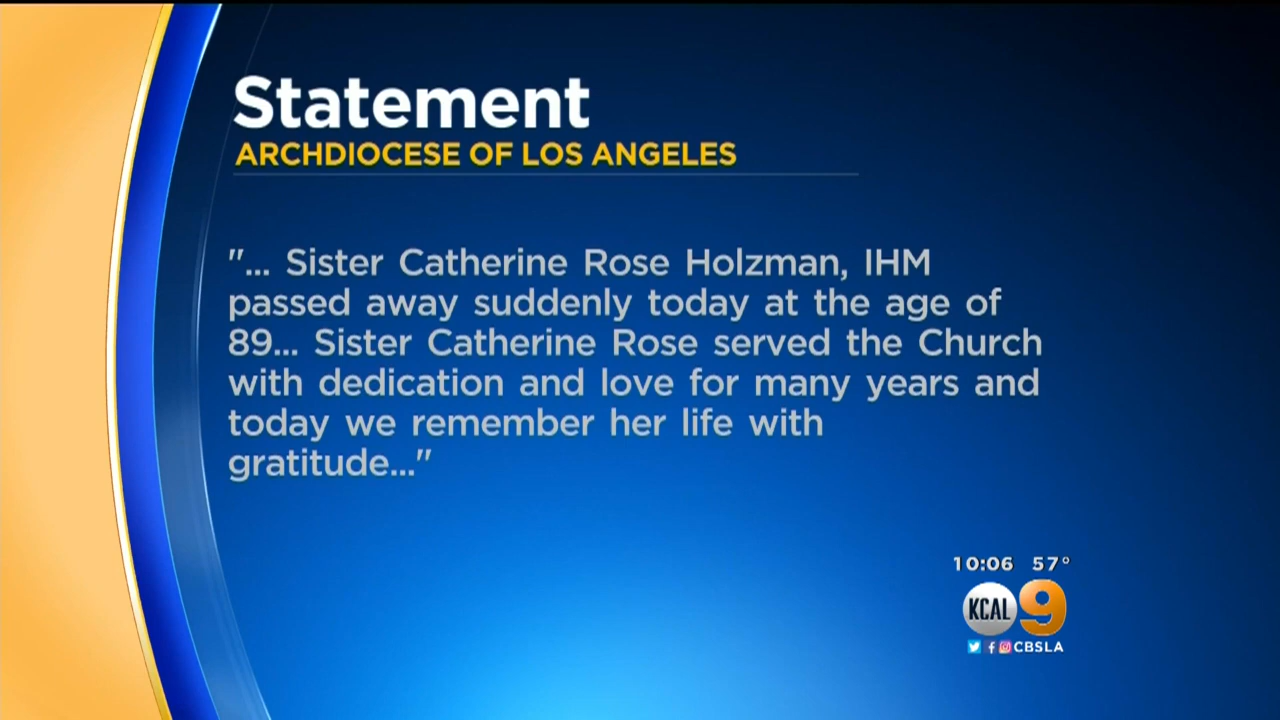 Statement
ARCHDIOCESE OF LOS ANGELES
"... Sister Catherine Rose Holzman, IHM
passed away suddenly today at the age of
89... Sister Catherine Rose served the Church
with dedication and love for many years and
today we remember her life with
gratitude..."
10:06 57°
KCAL 9
CBSLA